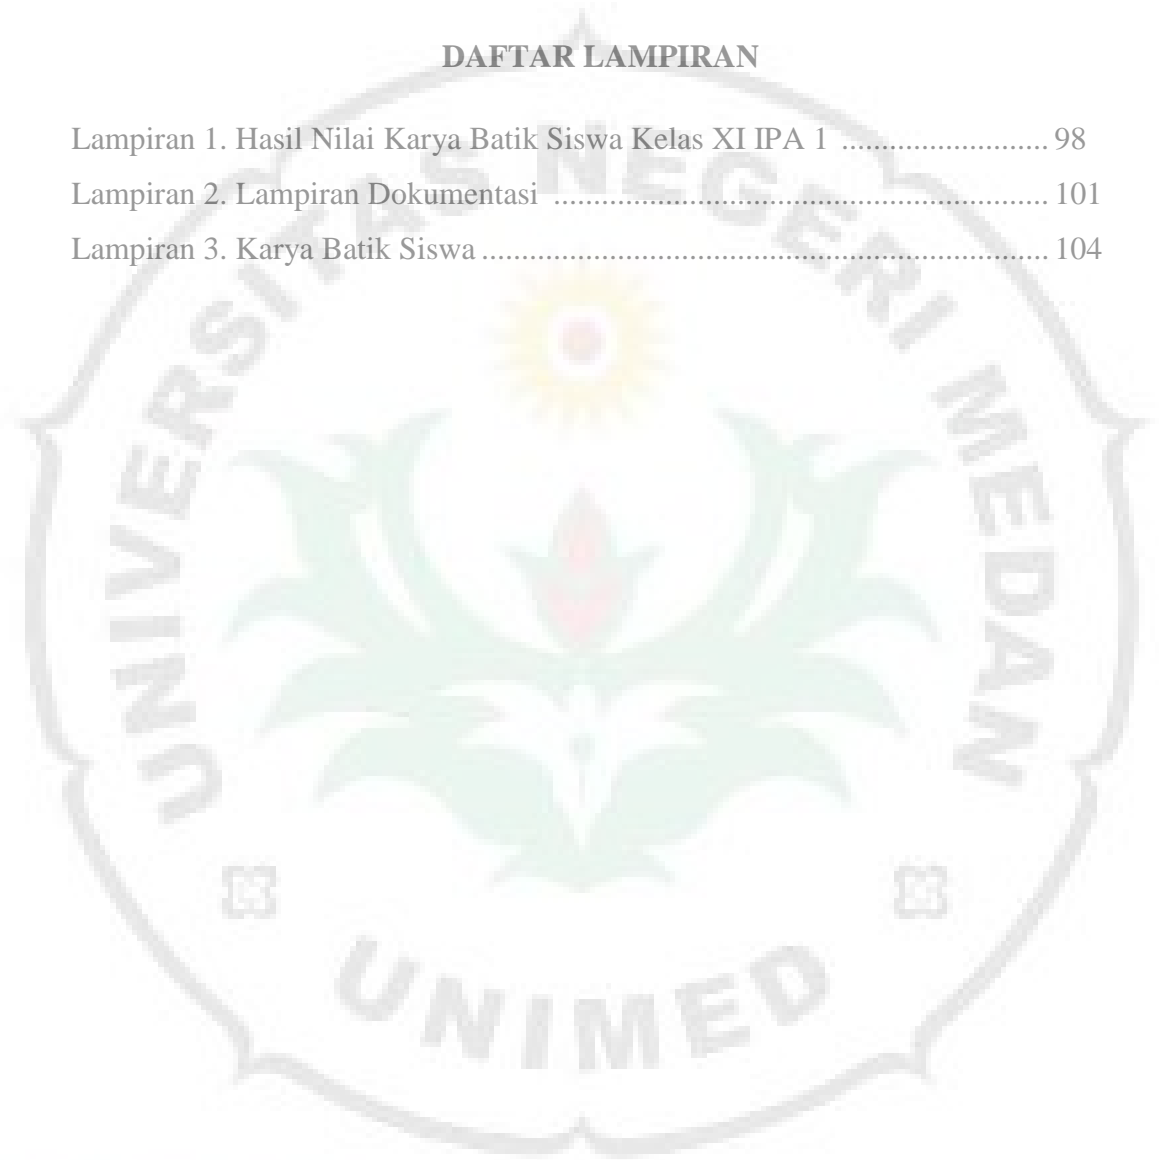 DAFTAR LAMPIRAN
Lampiran 1. Hasil Nilai Karya Batik Siswa Kelas XI IPA 1 .......................... 98
Lampiran 2. Lampiran Dokumentasi .............................................................. 101
Lampiran 3. Karya Batik Siswa ....................................................................... 104
UNIVERSITAS NEGERI MEDAN
UNIMED